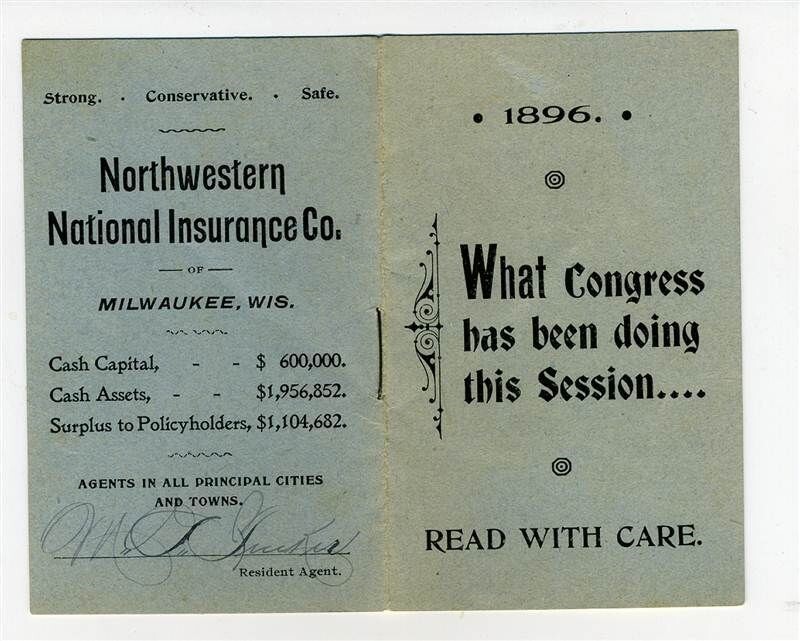 Strong. · Conservative. · Safe.
Northwestern
National Insurance Co.
OF
MILWAUKEE, WIS.
Cash Capital, - - $ 600,000.
Cash Assets, - - $1,956,852.
Surplus to Policyholders, $1,104,682.
AGENTS IN ALL PRINCIPAL CITIES
AND TOWNS.
Resident Agent.
• 1896. •
What Congress
has been doing
this Session....
READ WITH CARE.